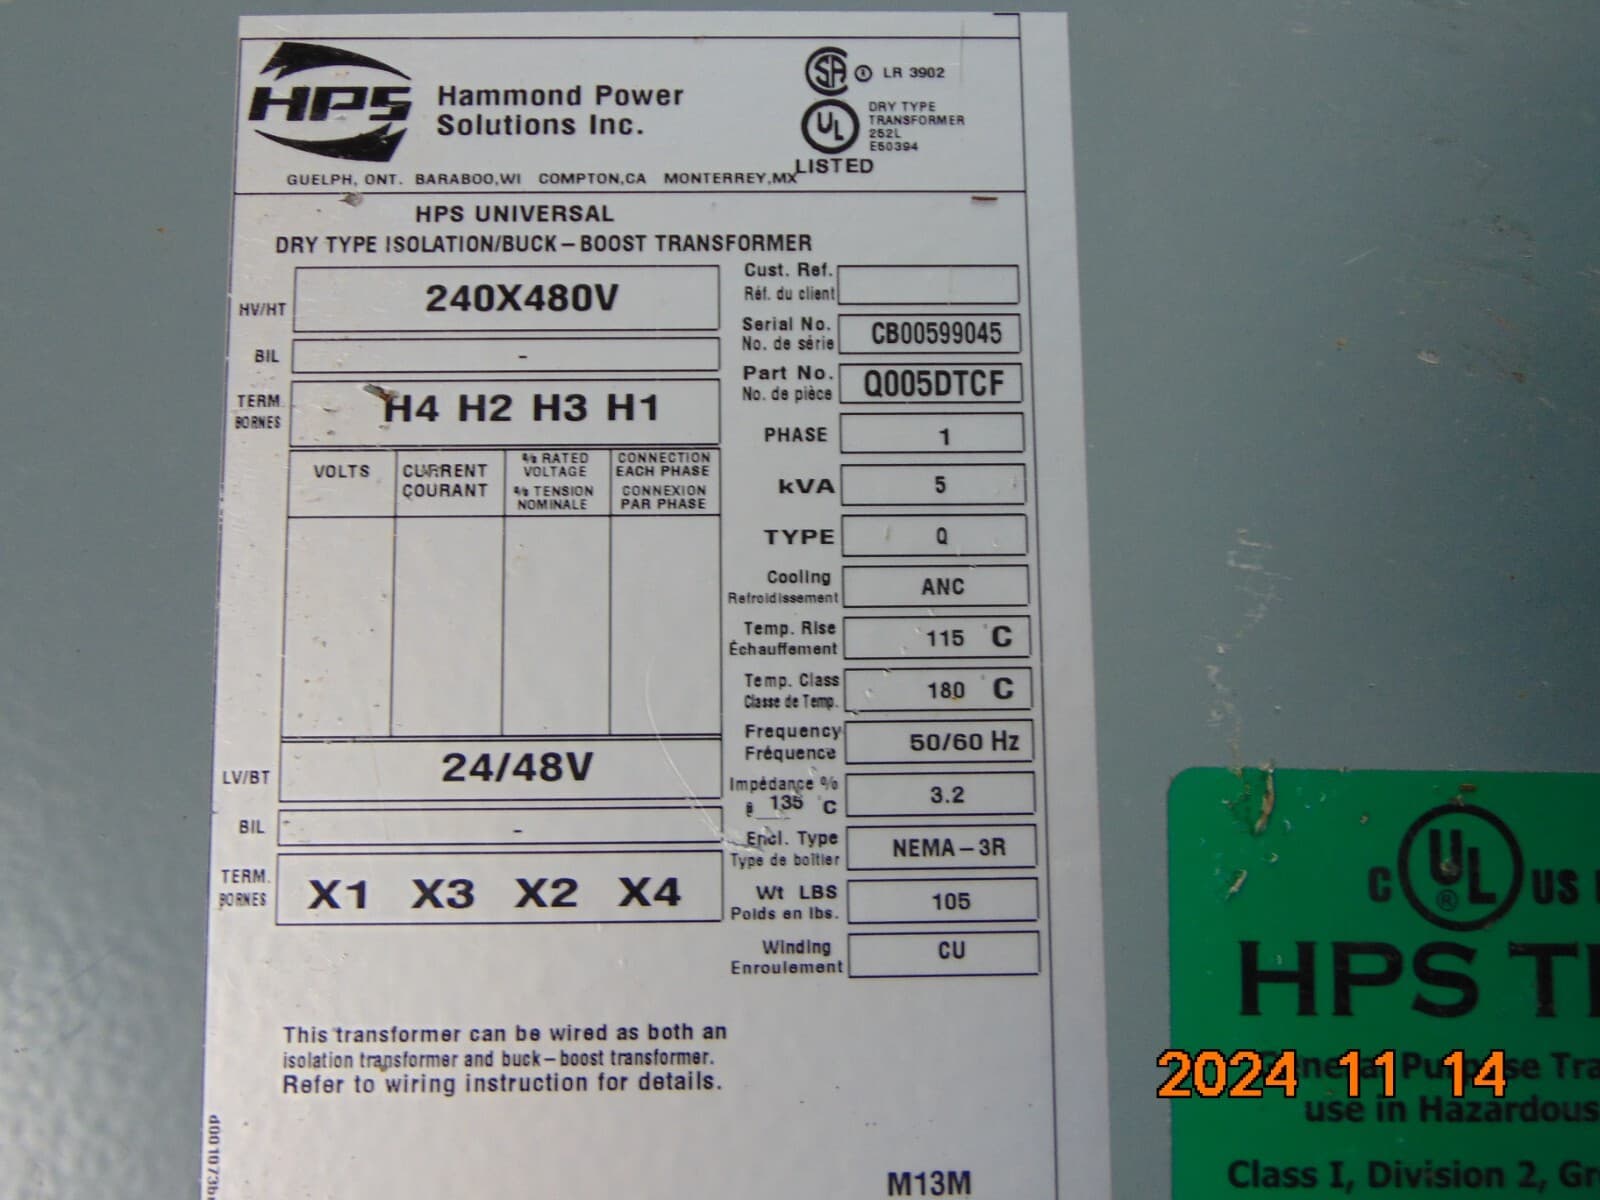 HPS
Hammond Power
Solutions Inc.
SA LR 3902
UL
LISTED
DRY TYPE
TRANSFORMER
252L
E50394
GUELPH, ONT. BARABOO,WI COMPTON,CA MONTERREY,MX
HPS UNIVERSAL
DRY TYPE ISOLATION/BUCK-BOOST TRANSFORMER
HV/HT 240X480V
BIL -
TERM.
BORNES
H4 H2 H3 H1
VOLTS
CURRENT
COURANT
% RATED
VOLTAGE
% TENSION
NOMINALE
CONNECTION
EACH PHASE
CONNEXION
PAR PHASE
LV/BT 24/48V
BIL -
TERM.
BORNES
X1 X3 X2 X4
Cust. Ref.
Réf. du client
Serial No.
No. de série
CB00599045
Part No.
No. de pièce
Q005DTCF
PHASE 1
kVA 5
TYPE Q
Cooling
Refroidissement
ANC
Temp. Rise
Échauffement
115 °C
Temp. Class
Classe de Temp.
180 °C
Frequency
Fréquence
50/60 Hz
Impédance %
@ 135 °C
3.2
Encl. Type
Type de boîtier
NEMA-3R
Wt LBS
Poids en lbs.
105
Winding
Enroulement
CU
This transformer can be wired as both an
isolation transformer and buck-boost transformer.
Refer to wiring instruction for details.
M13M
C UL US
®
HPS
General Purpose
use in Hazardous
Class I, Division 2,
2024 11 14